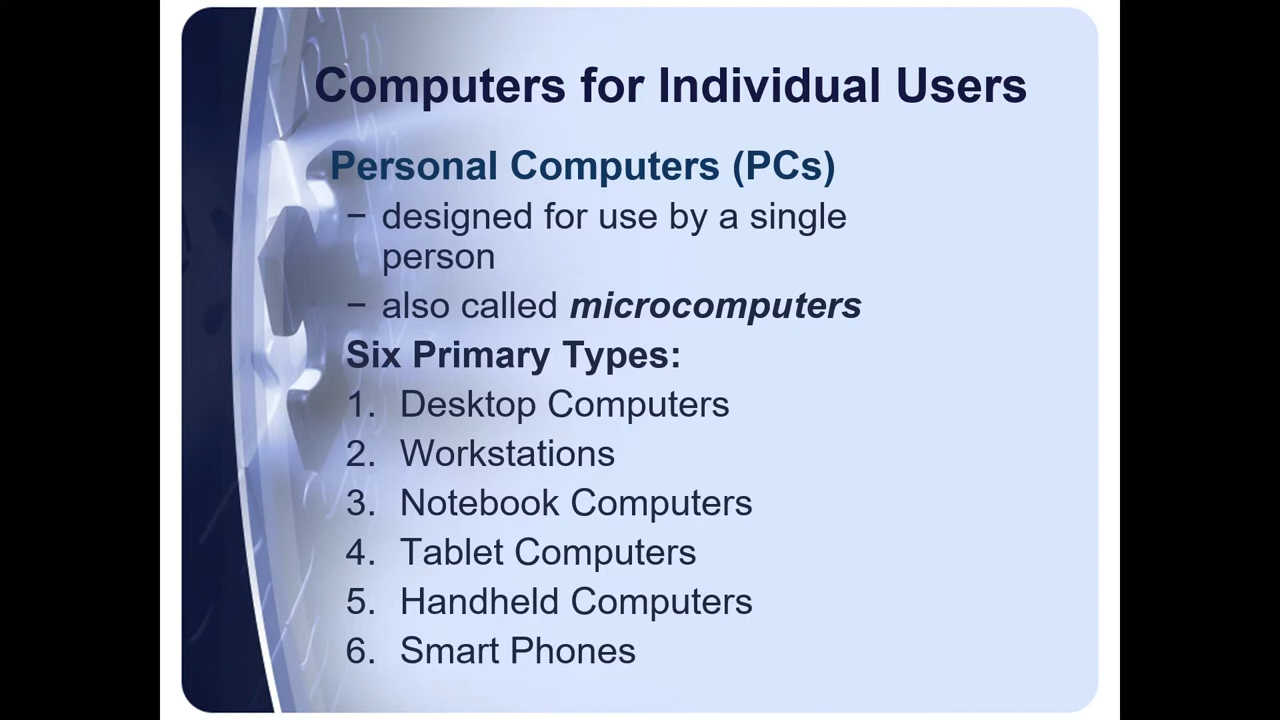 Computers for Individual Users
Personal Computers (PCs)
− designed for use by a single
person
− also called microcomputers
Six Primary Types:
1. Desktop Computers
2. Workstations
3. Notebook Computers
4. Tablet Computers
5. Handheld Computers
6. Smart Phones